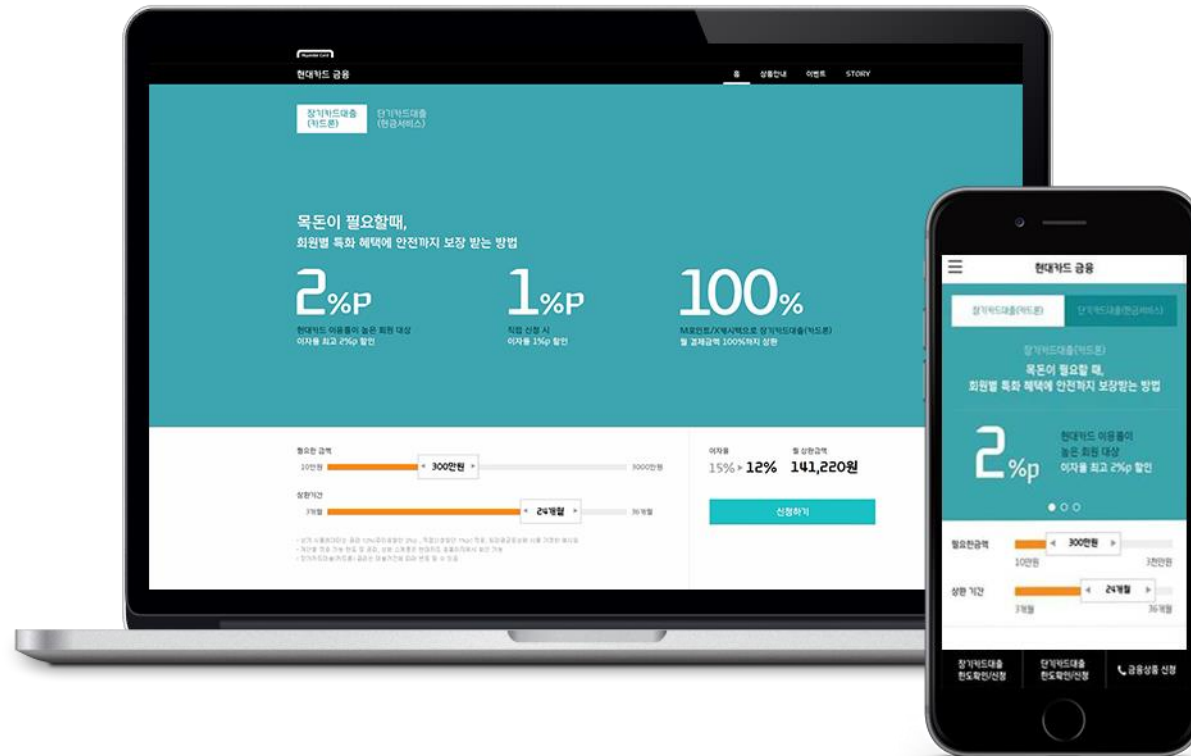 Hyundai Card
현대카드 금융
홈 상품안내 이벤트 STORY
장기카드대출
(카드론)
단기카드대출
(현금서비스)
목돈이 필요할때,
회원별 특화 혜택에 안전까지 보장 받는 방법
2%p
현대카드 이용률이 높은 회원 대상
이자율 최고 2%p 할인
1%p
직접 신청 시
이자율 1%p 할인
100%
M포인트/X캐시백으로 장기카드대출(카드론)
월 결제금액 100%까지 상환
필요한 금액
10만원 300만원 3000만원
상환기간
3개월 24개월 36개월
이자율
15% ▸ 12%
월 상환금액
141,220원
신청하기
현대카드 금융
장기카드대출(카드론) 단기카드대출(현금서비스)
장기카드대출(카드론)
목돈이 필요할 때,
회원별 특화 혜택에 안전까지 보장받는 방법
2%p
현대카드 이용률이
높은 회원 대상
이자율 최고 2%p 할인
필요한금액 300만원
10만원 3천만원
상환 기간 24개월
3개월 36개월
장기카드대출
한도확인/신청
단기카드대출
한도확인/신청
금융상품 신청